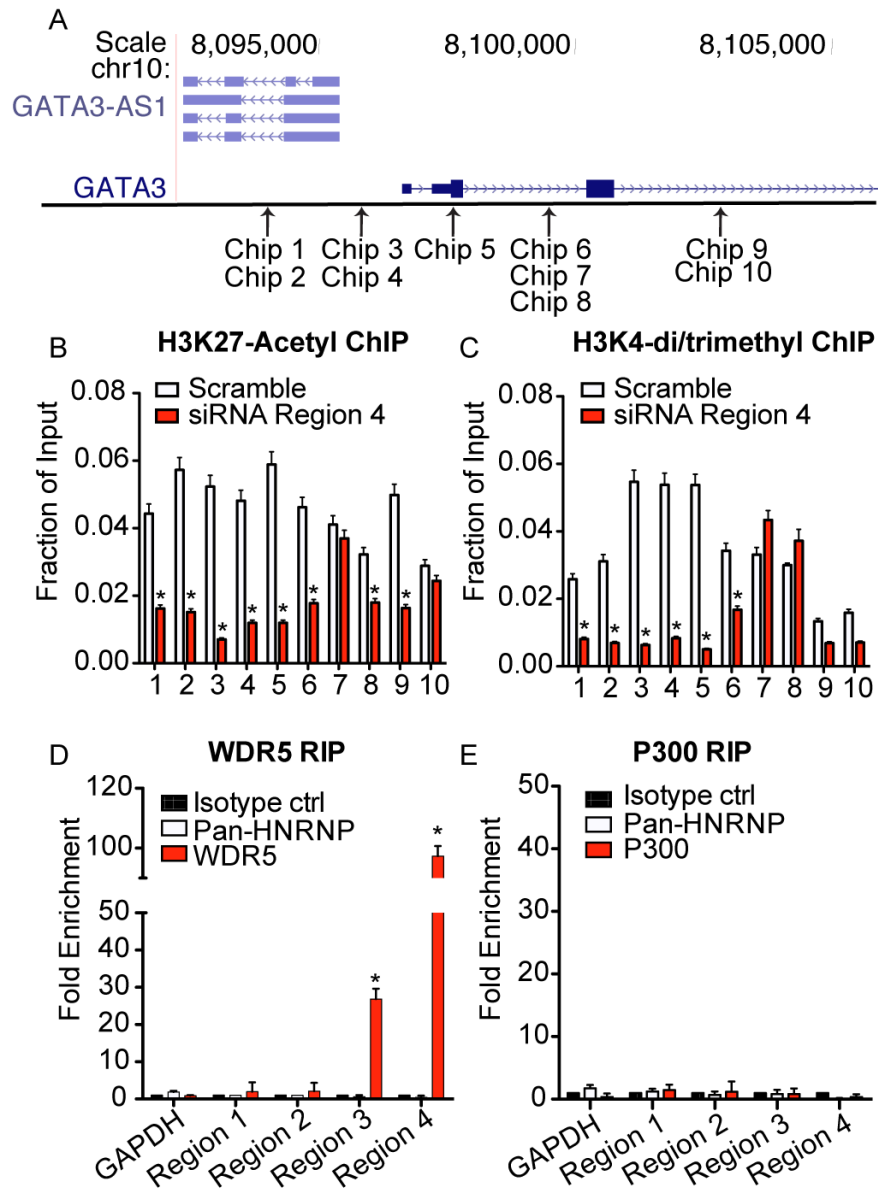 A
Scale 8,095,000 8,100,000 8,105,000
chr10:
GATA3-AS1
GATA3
Chip 1 Chip 3 Chip 5 Chip 6 Chip 9
Chip 2 Chip 4 Chip 7 Chip 10
Chip 8
B H3K27-Acetyl ChIP
Scramble
siRNA Region 4
Fraction of Input
0.08
0.06
0.04
0.02
0.00
* * * * * * * *
1 2 3 4 5 6 7 8 9 10
C H3K4-di/trimethyl ChIP
Scramble
siRNA Region 4
Fraction of Input
0.08
0.06
0.04
0.02
0.00
* * * * * *
1 2 3 4 5 6 7 8 9 10
D WDR5 RIP
Isotype ctrl
Pan-HNRNP
WDR5
Fold Enrichment
120
100
50
30
20
10
0
* *
GAPDH Region 1 Region 2 Region 3 Region 4
E P300 RIP
Isotype ctrl
Pan-HNRNP
P300
Fold Enrichment
50
40
30
20
10
0
GAPDH Region 1 Region 2 Region 3 Region 4